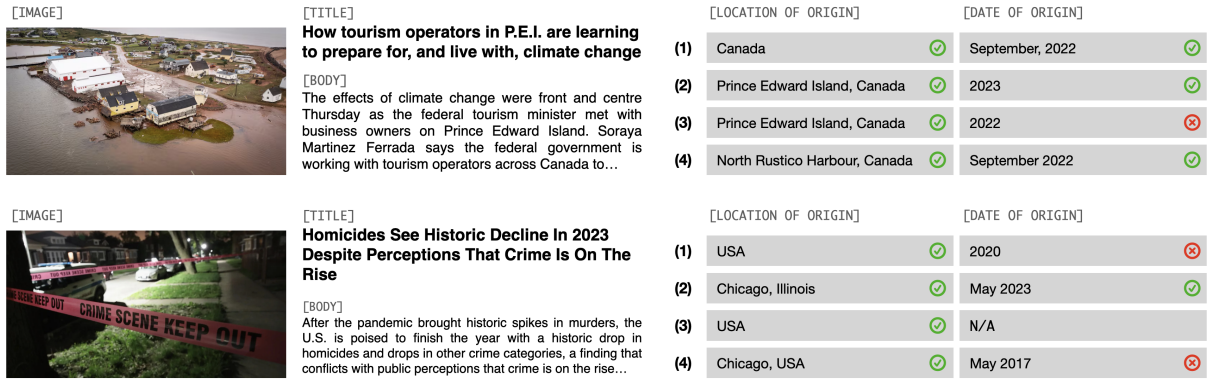 [IMAGE]
[TITLE]
How tourism operators in P.E.I. are learning
to prepare for, and live with, climate change
[BODY]
The effects of climate change were front and centre
Thursday as the federal tourism minister met with
business owners on Prince Edward Island. Soraya
Martinez Ferrada says the federal government is
working with tourism operators across Canada to…
[LOCATION OF ORIGIN] [DATE OF ORIGIN]
(1) Canada September, 2022
(2) Prince Edward Island, Canada 2023
(3) Prince Edward Island, Canada 2022
(4) North Rustico Harbour, Canada September 2022
[IMAGE]
CRIME SCENE KEEP OUT
SCENE KEEP OUT CRIME SCENE KEEP OUT
[TITLE]
Homicides See Historic Decline In 2023
Despite Perceptions That Crime Is On The
Rise
[BODY]
After the pandemic brought historic spikes in murders, the
U.S. is poised to finish the year with a historic drop in
homicides and drops in other crime categories, a finding that
conflicts with public perceptions that crime is on the rise…
[LOCATION OF ORIGIN] [DATE OF ORIGIN]
(1) USA 2020
(2) Chicago, Illinois May 2023
(3) USA N/A
(4) Chicago, USA May 2017